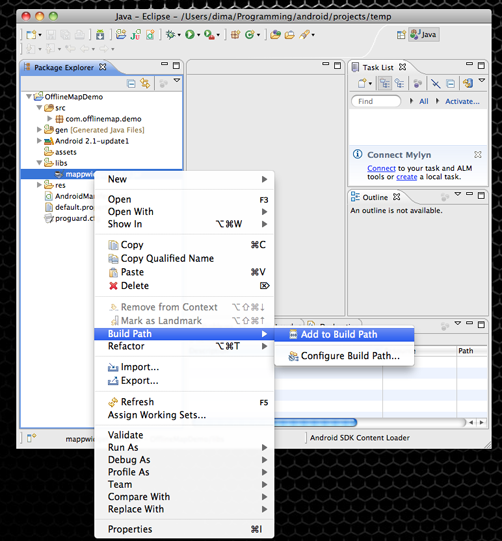 Java - Eclipse - /Users/dima/Programming/android/projects/temp
Java
Package Explorer
Task List
OfflineMapDemo
src
com.offlinemap.demo
gen [Generated Java Files]
Android 2.1-update1
assets
libs
mappwi
res
AndroidMan
default.pro
proguard.c
Find
All
Activate...
Connect Mylyn
Connect to your task and ALM
tools or create a local task.
Outline
An outline is not available.
New
Open F3
Open With
Show In ⌥⌘W
Copy ⌘C
Copy Qualified Name
Paste ⌘V
Delete ⌦
Remove from Context ⌥⇧⌘↓
Mark as Landmark ⌥⇧⌘↑
Build Path
Refactor ⌥⌘T
Import...
Export...
Refresh F5
Assign Working Sets...
Validate
Run As
Debug As
Profile As
Team
Compare With
Replace With
Properties ⌘I
Add to Build Path
Configure Build Path...
Path
mappwi
Android SDK Content Loader